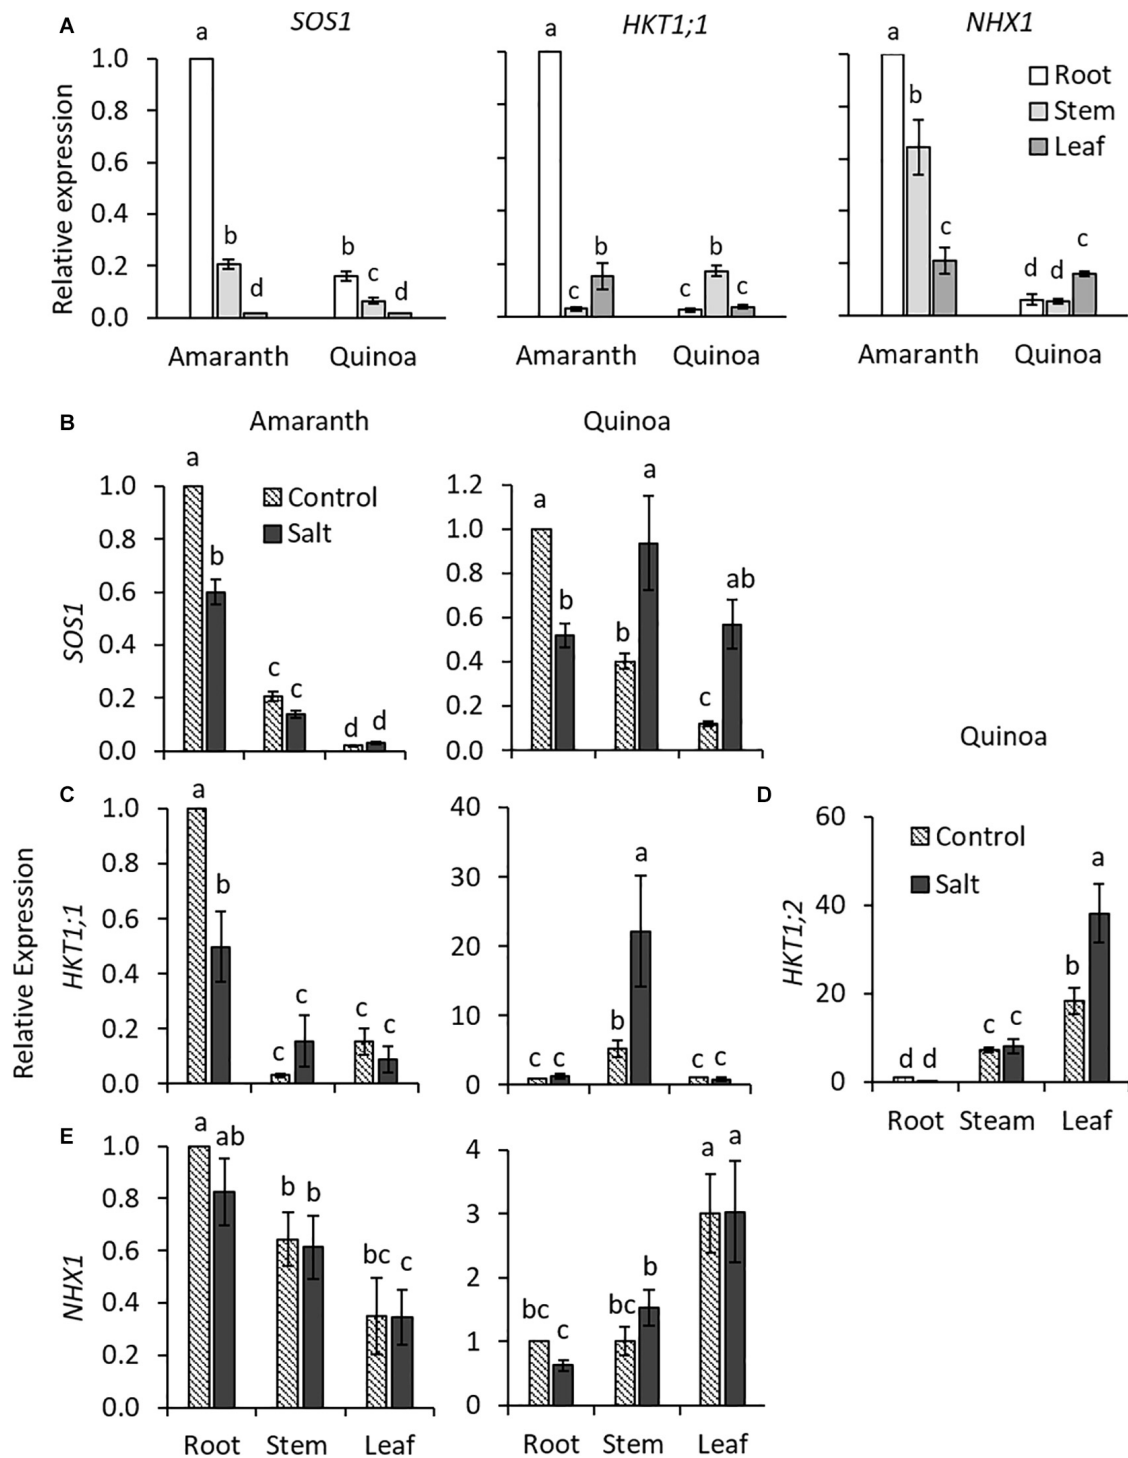 A
SOS1
HKT1;1
NHX1
Relative expression
1.0
0.8
0.6
0.4
0.2
0.0
a
b
d
b
c
d
Amaranth
Quinoa
a
c
b
c
b
c
Amaranth
Quinoa
a
b
c
d
d
c
Root
Stem
Leaf
Amaranth
Quinoa
B
Amaranth
Quinoa
SOS1
1.0
0.8
0.6
0.4
0.2
0.0
a
b
c
c
d
d
Control
Salt
1.2
1.0
0.8
0.6
0.4
0.2
0.0
a
b
b
a
c
ab
C
Relative Expression
HKT1;1
1.0
0.8
0.6
0.4
0.2
0.0
a
b
c
c
c
c
40
30
20
10
0
c
c
b
a
c
c
Quinoa
D
HKT1;2
60
40
20
0
Control
Salt
d
d
c
c
b
a
Root
Steam
Leaf
E
NHX1
1.0
0.8
0.6
0.4
0.2
0.0
a
ab
b
b
bc
c
Root
Stem
Leaf
4
3
2
1
0
bc
c
bc
b
a
a
Root
Stem
Leaf